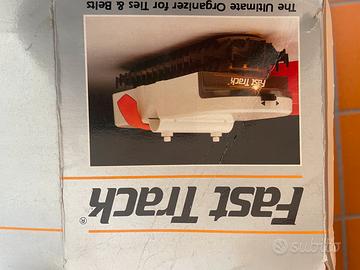 Fast Track®
Fast Track
The Ultimate Organizer for Ties & Belts
subito